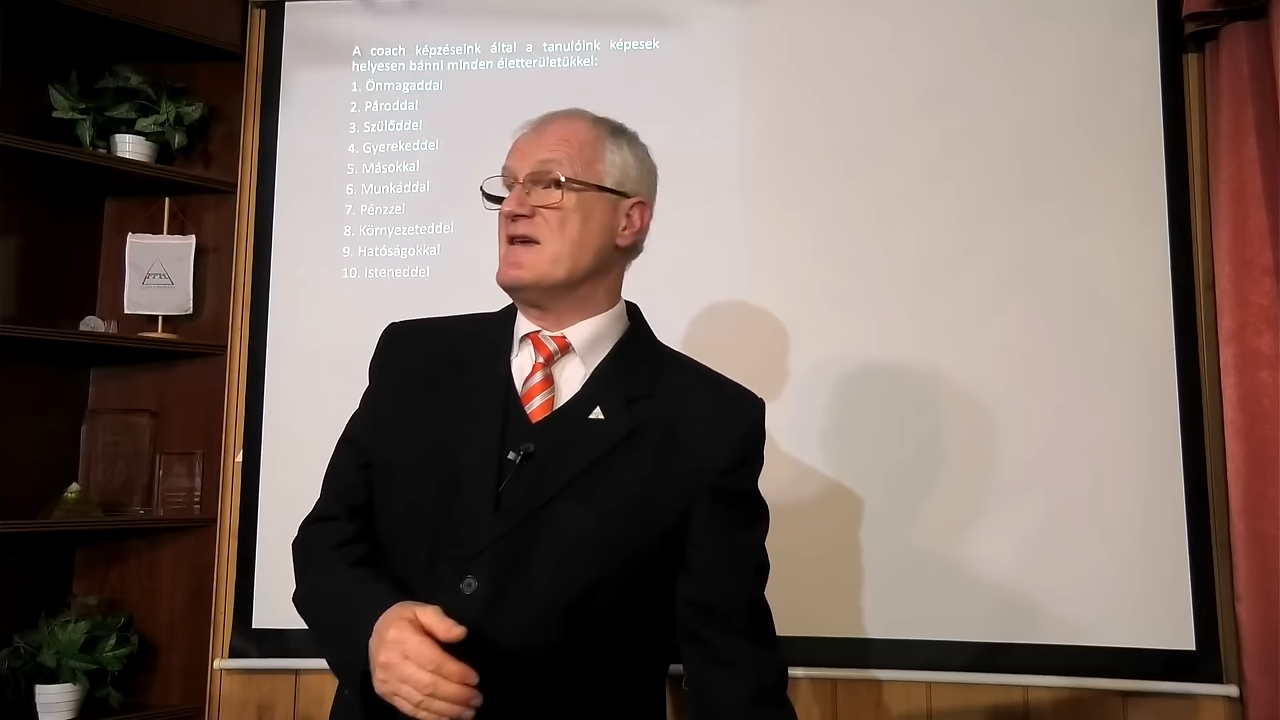 A coach képzéseink által a tanulóink képesek
helyesen bánni minden életterületükkel:
1. Önmagaddal
2. Pároddal
3. Szülőddel
4. Gyerekeddel
5. Másokkal
6. Munkáddal
7. Pénzzel
8. Környezeteddel
9. Hatóságokkal
10. Isteneddel